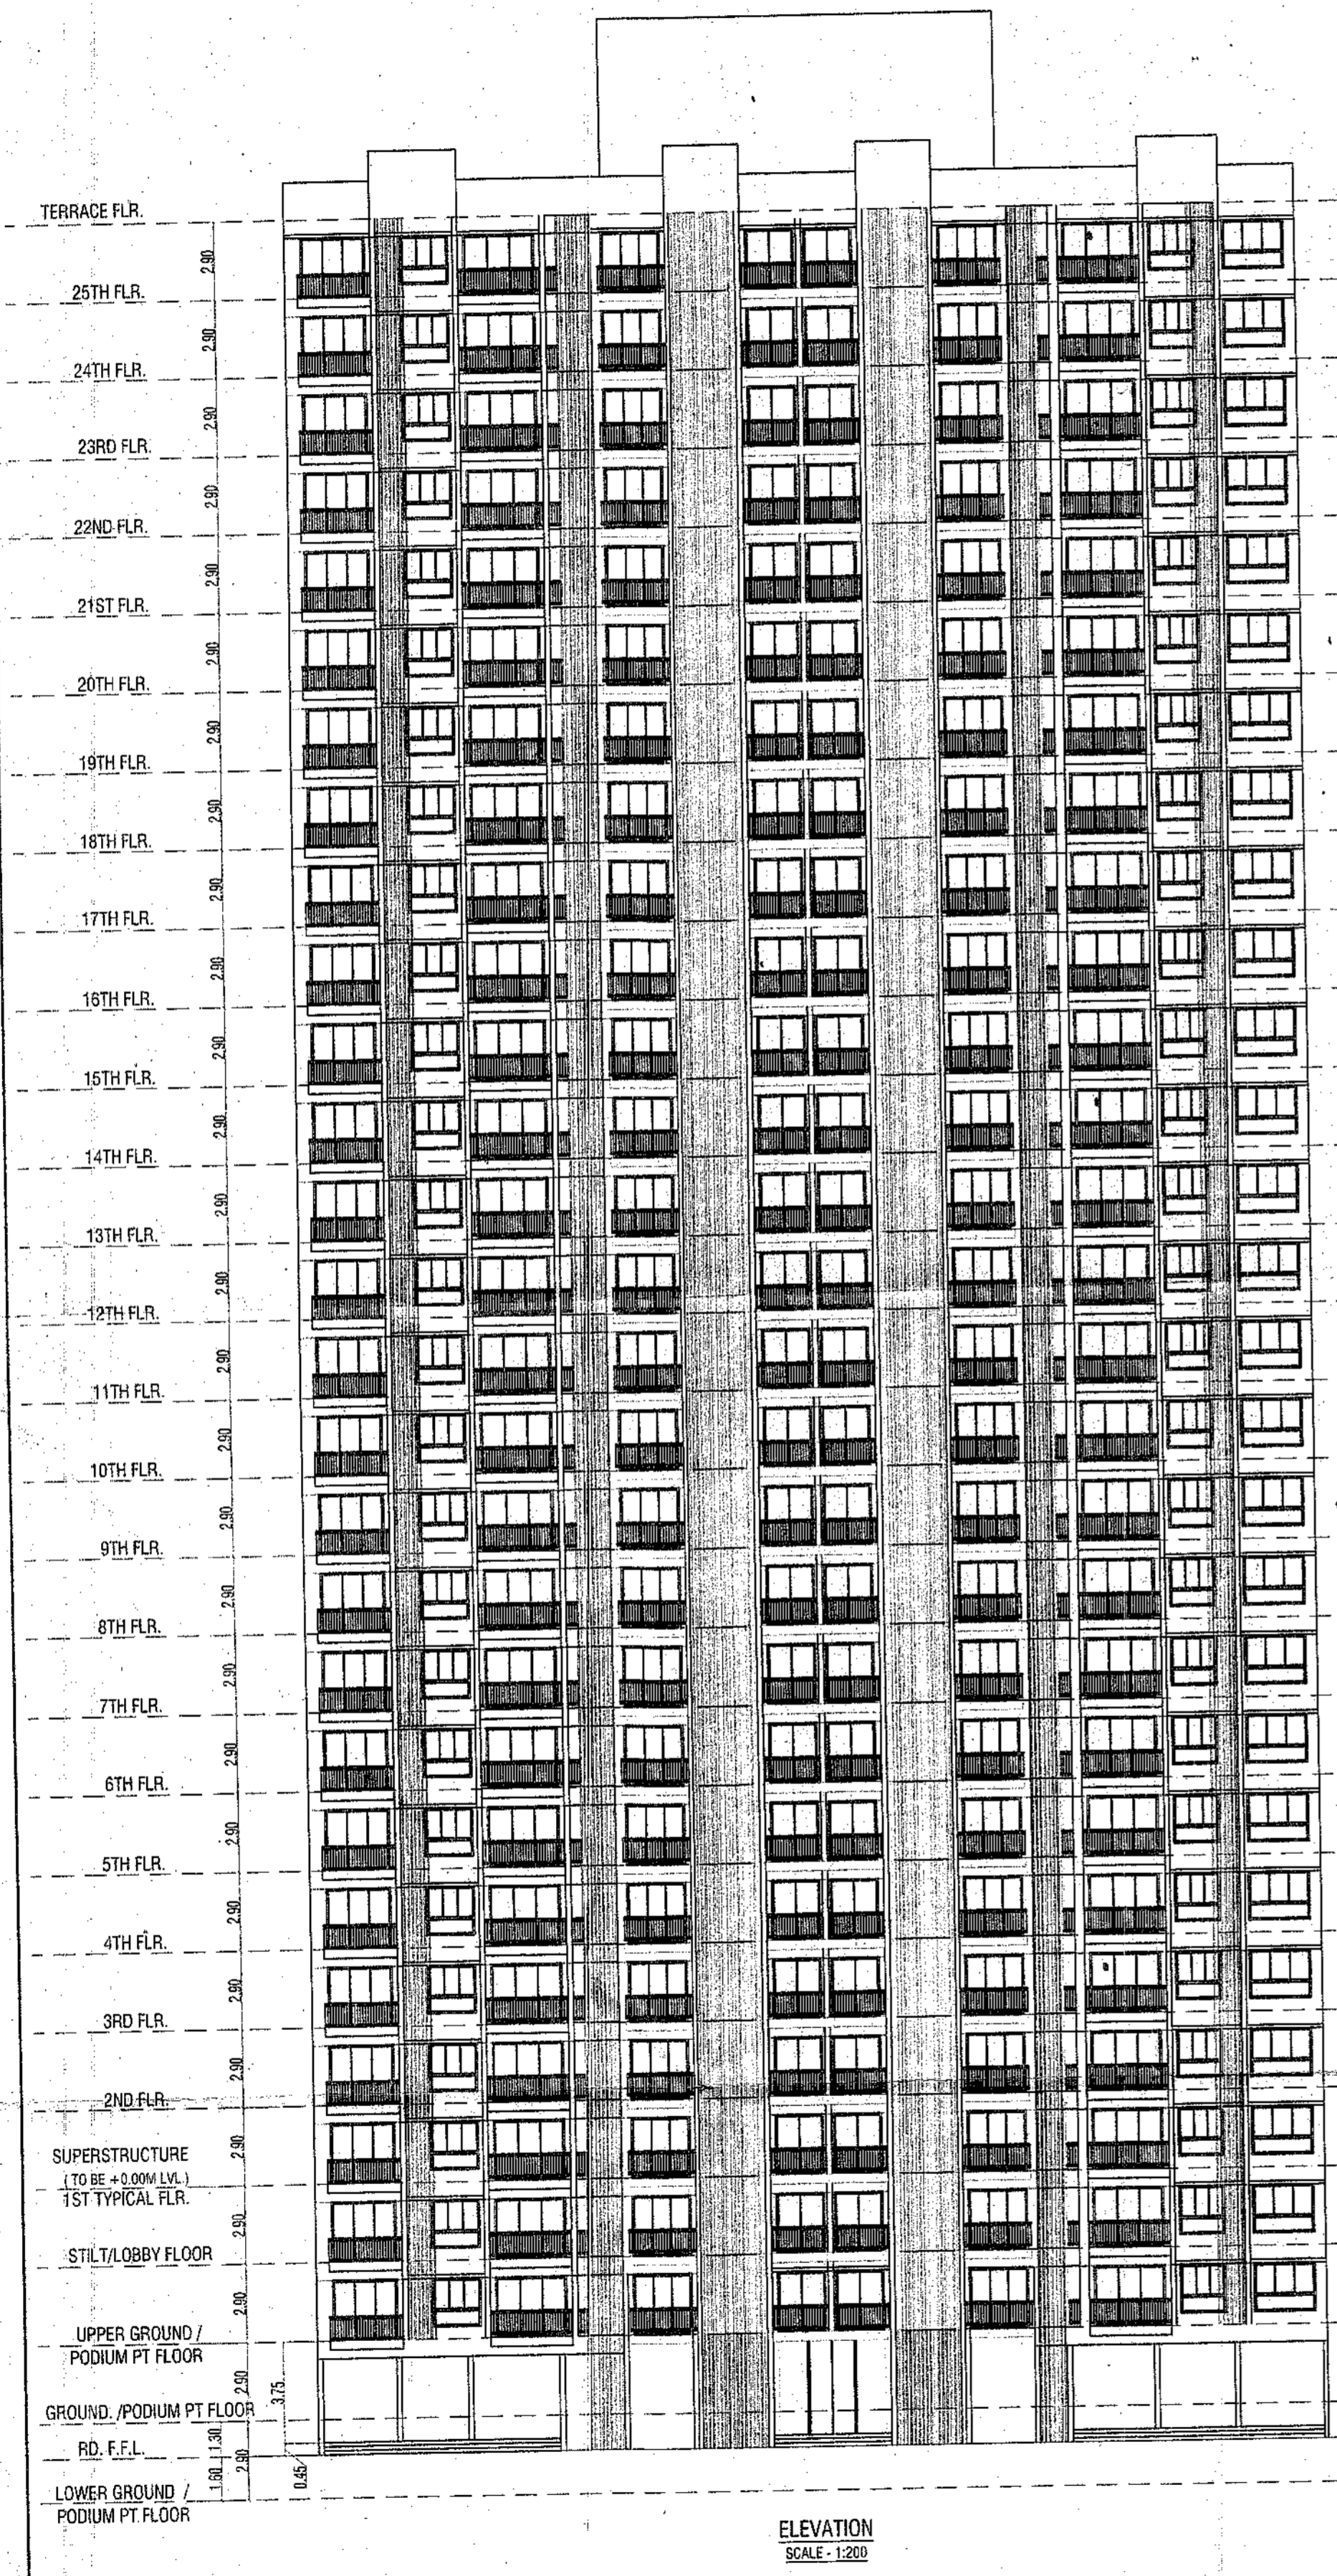 TERRACE FLR.
2.90
25TH FLR.
2.90
24TH FLR.
2.90
23RD FLR.
2.90
22ND FLR.
2.90
21ST FLR.
2.90
20TH FLR.
2.90
19TH FLR.
2.90
18TH FLR.
2.90
17TH FLR.
2.90
16TH FLR.
2.90
15TH FLR.
2.90
14TH FLR.
2.90
13TH FLR.
2.90
12TH FLR.
2.90
11TH FLR.
2.90
10TH FLR.
2.90
9TH FLR.
2.90
8TH FLR.
2.90
7TH FLR.
2.90
6TH FLR.
2.90
5TH FLR.
2.90
4TH FLR.
2.90
3RD FLR.
2.90
2ND FLR.
2.90
SUPERSTRUCTURE
(TO BE +0.00M LVL.)
1ST TYPICAL FLR.
2.90
STILT/LOBBY FLOOR
2.90
UPPER GROUND /
PODIUM PT FLOOR
2.90
3.75
GROUND. /PODIUM PT FLOOR
1.30
RD. F.F.L.
2.90
1.60
0.45
LOWER GROUND /
PODIUM PT. FLOOR
ELEVATION
SCALE - 1:200